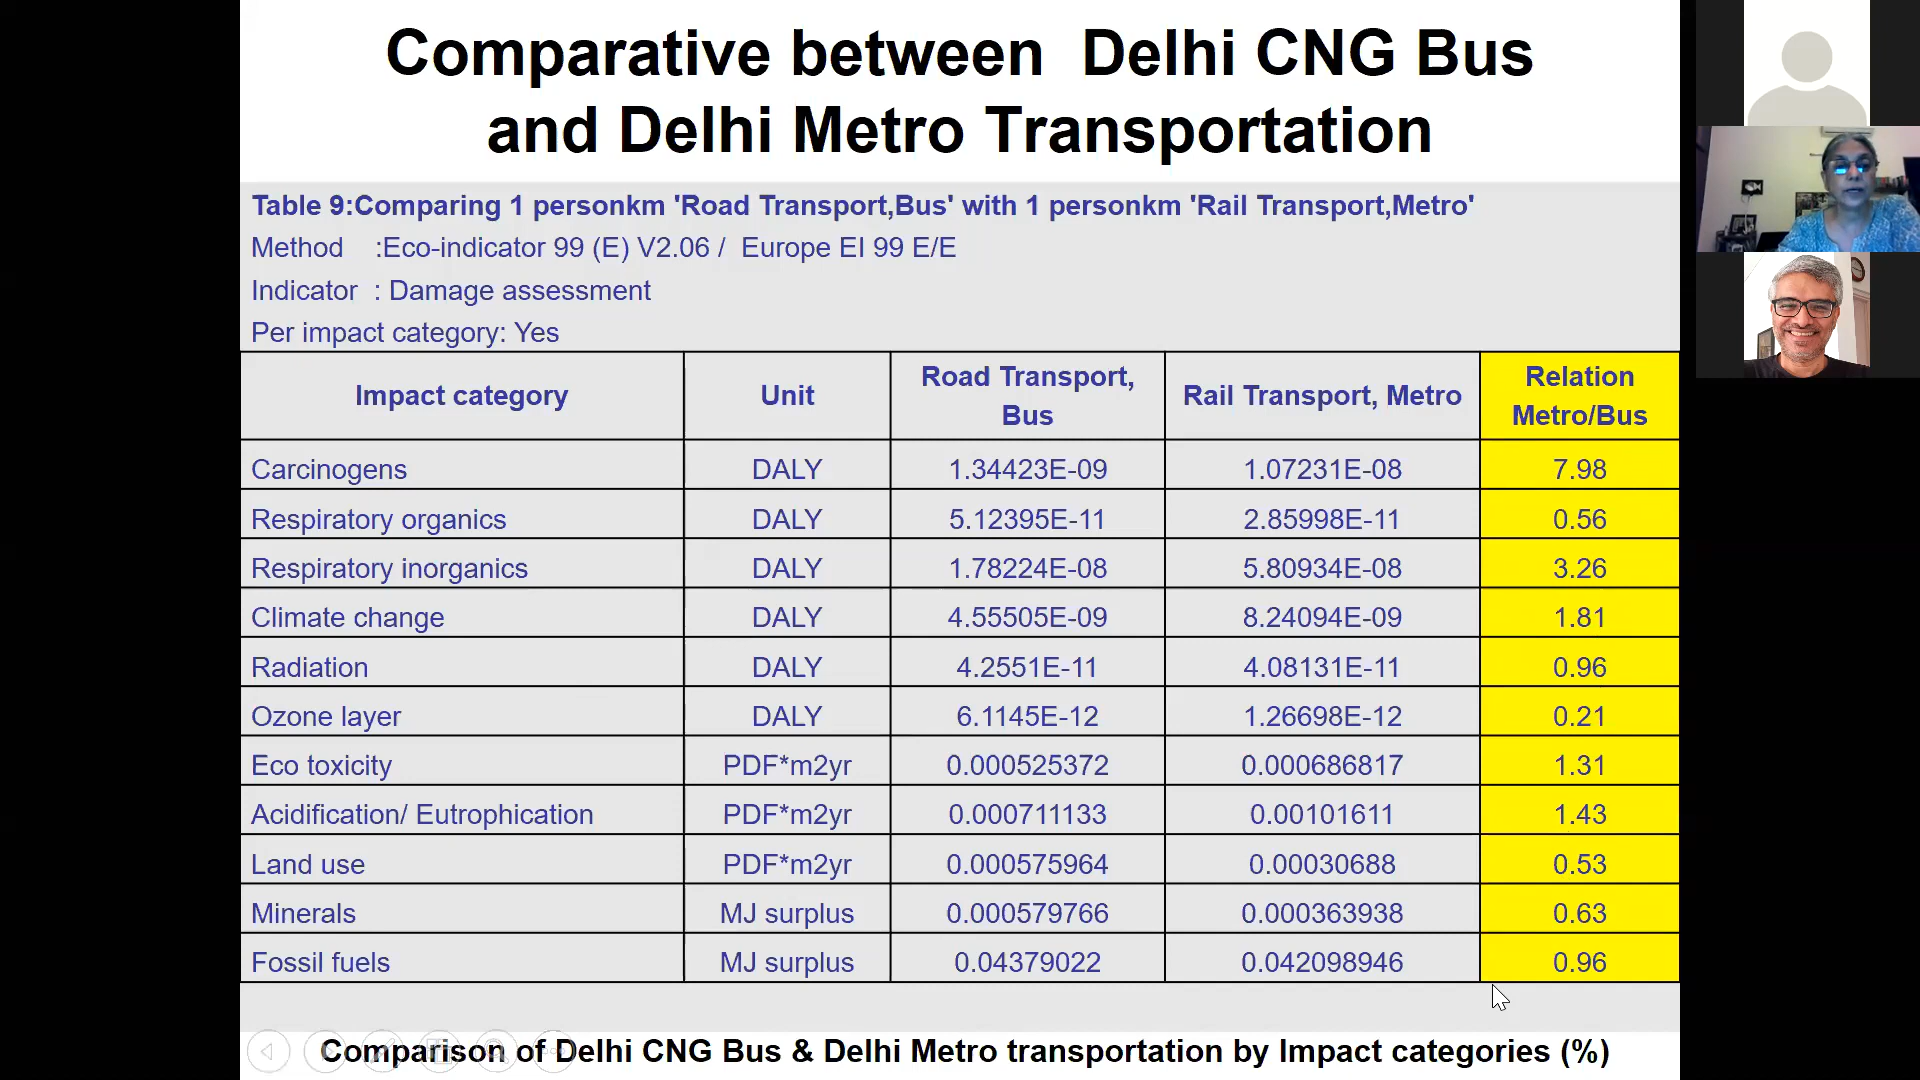 Comparative between Delhi CNG Bus
and Delhi Metro Transportation
Table 9:Comparing 1 personkm 'Road Transport,Bus' with 1 personkm 'Rail Transport,Metro'
Method :Eco-indicator 99 (E) V2.06 / Europe EI 99 E/E
Indicator : Damage assessment
Per impact category: Yes
Impact category Unit Road Transport, Bus Rail Transport, Metro Relation Metro/Bus
Carcinogens DALY 1.34423E-09 1.07231E-08 7.98
Respiratory organics DALY 5.12395E-11 2.85998E-11 0.56
Respiratory inorganics DALY 1.78224E-08 5.80934E-08 3.26
Climate change DALY 4.55505E-09 8.24094E-09 1.81
Radiation DALY 4.2551E-11 4.08131E-11 0.96
Ozone layer DALY 6.1145E-12 1.26698E-12 0.21
Eco toxicity PDF*m2yr 0.000525372 0.000686817 1.31
Acidification/ Eutrophication PDF*m2yr 0.000711133 0.00101611 1.43
Land use PDF*m2yr 0.000575964 0.00030688 0.53
Minerals MJ surplus 0.000579766 0.000363938 0.63
Fossil fuels MJ surplus 0.04379022 0.042098946 0.96
Comparison of Delhi CNG Bus & Delhi Metro transportation by Impact categories (%)